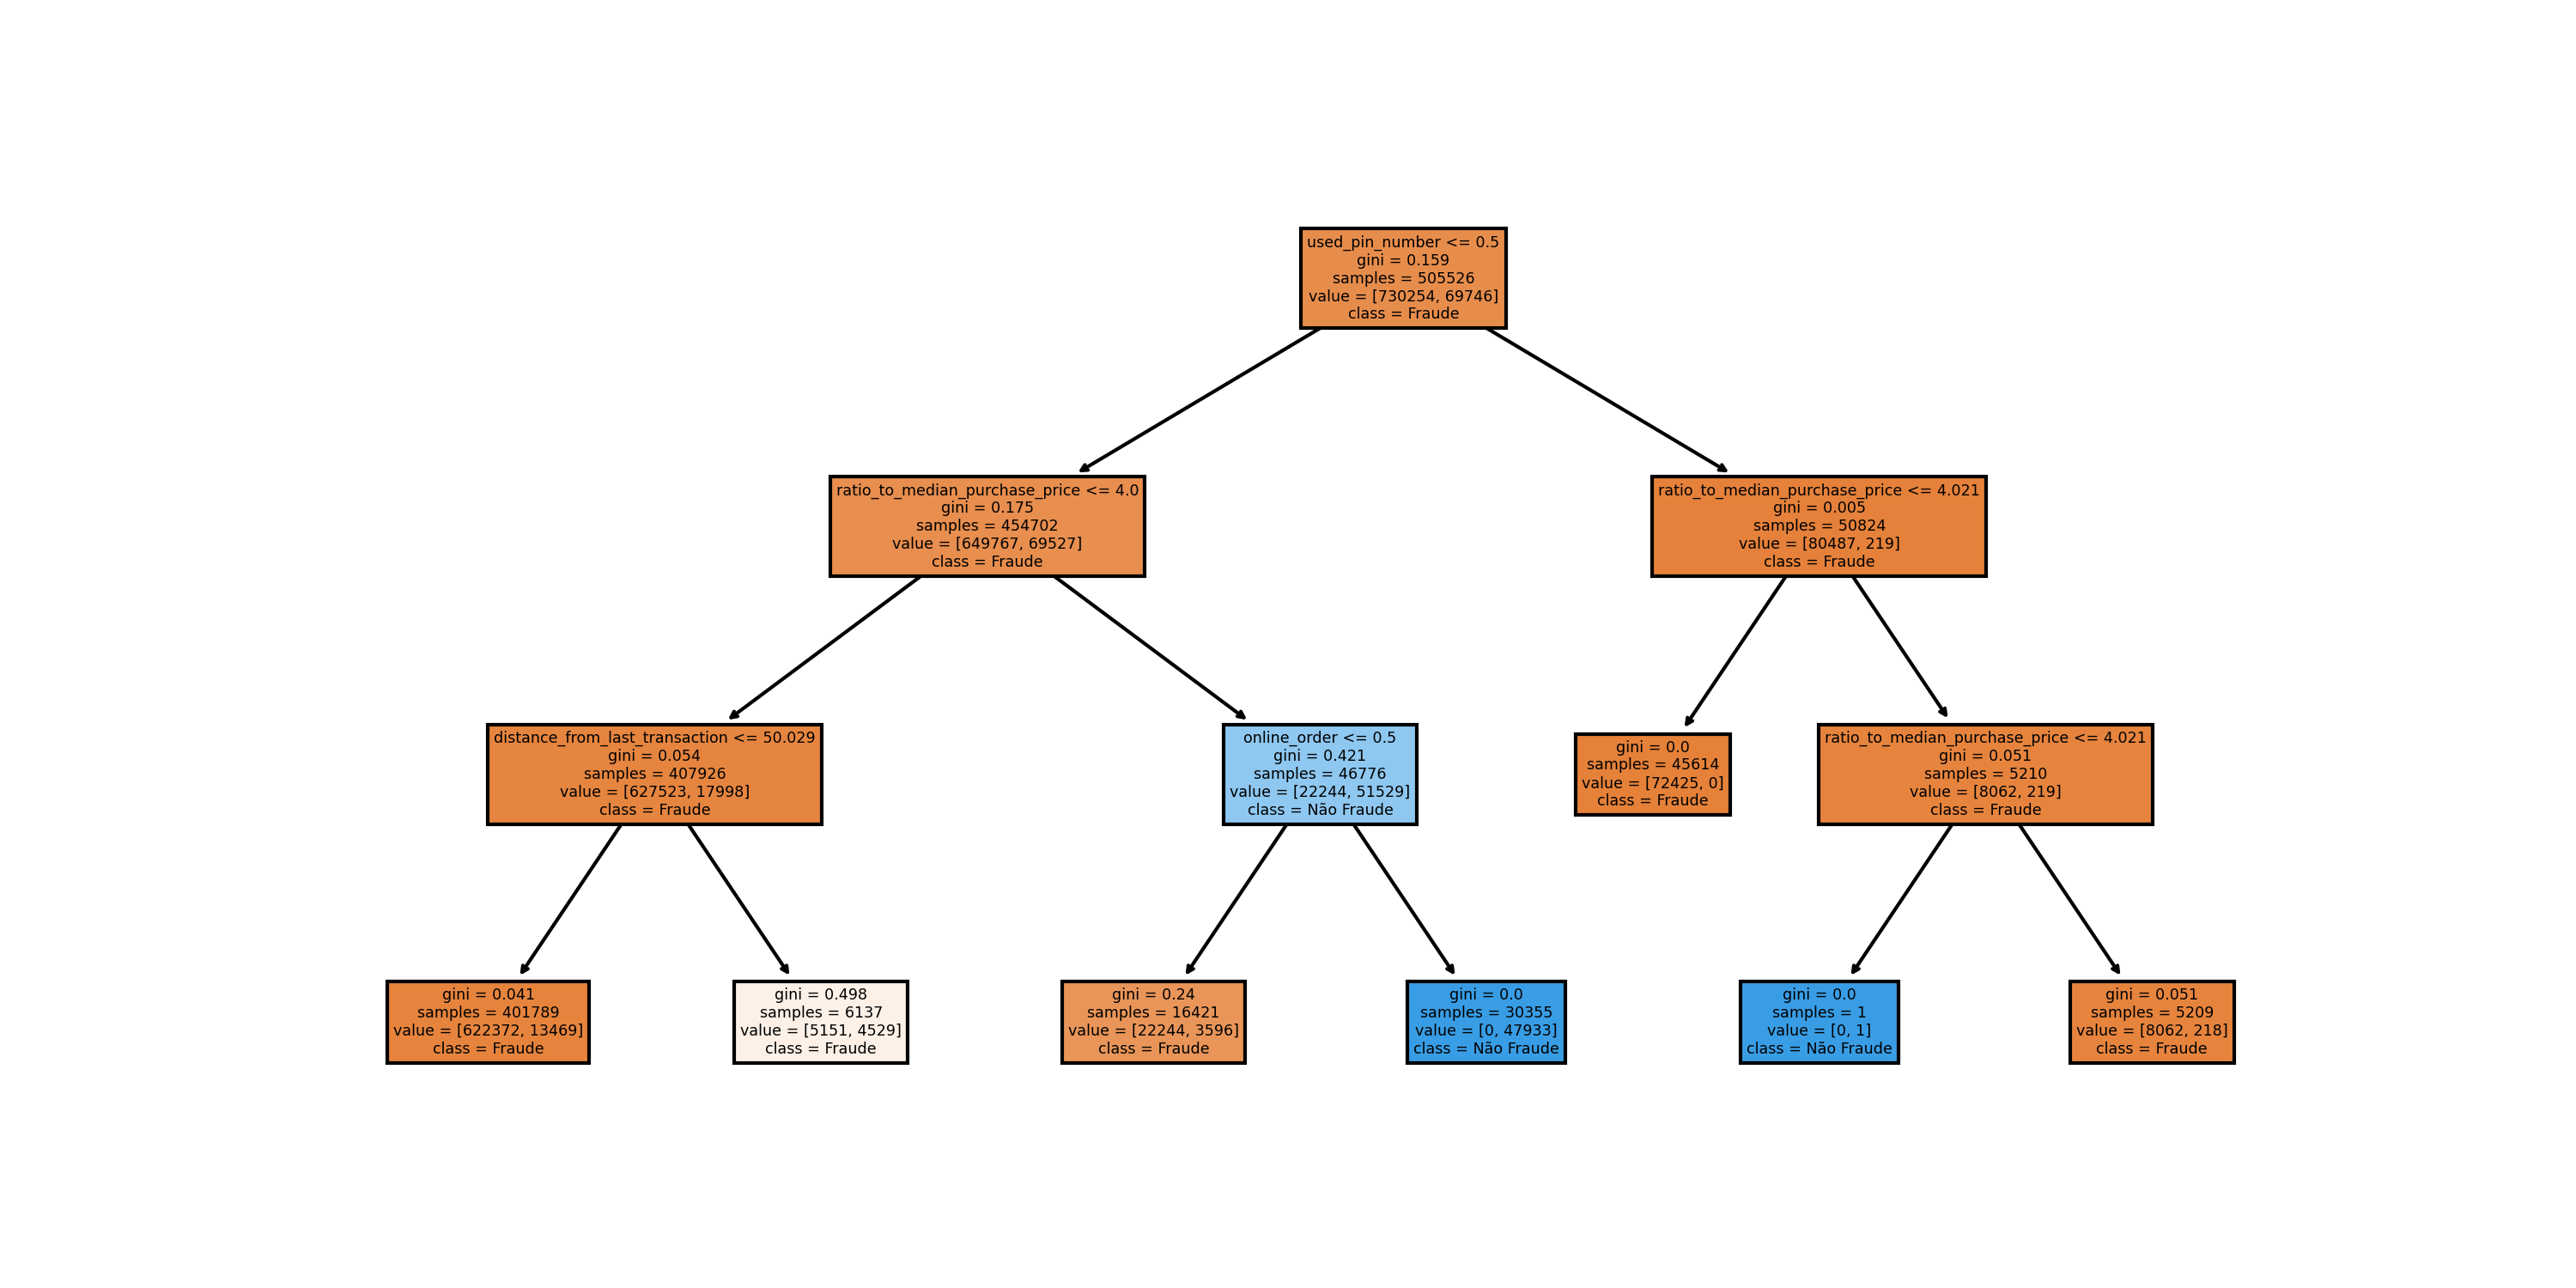 used_pin_number <= 0.5
gini = 0.159
samples = 505526
value = [730254, 69746]
class = Fraude
ratio_to_median_purchase_price <= 4.0
gini = 0.175
samples = 454702
value = [649767, 69527]
class = Fraude
ratio_to_median_purchase_price <= 4.021
gini = 0.005
samples = 50824
value = [80487, 219]
class = Fraude
distance_from_last_transaction <= 50.029
gini = 0.054
samples = 407926
value = [627523, 17998]
class = Fraude
online_order <= 0.5
gini = 0.421
samples = 46776
value = [22244, 51529]
class = Não Fraude
gini = 0.0
samples = 45614
value = [72425, 0]
class = Fraude
ratio_to_median_purchase_price <= 4.021
gini = 0.051
samples = 5210
value = [8062, 219]
class = Fraude
gini = 0.041
samples = 401789
value = [622372, 13469]
class = Fraude
gini = 0.498
samples = 6137
value = [5151, 4529]
class = Fraude
gini = 0.24
samples = 16421
value = [22244, 3596]
class = Fraude
gini = 0.0
samples = 30355
value = [0, 47933]
class = Não Fraude
gini = 0.0
samples = 1
value = [0, 1]
class = Não Fraude
gini = 0.051
samples = 5209
value = [8062, 218]
class = Fraude